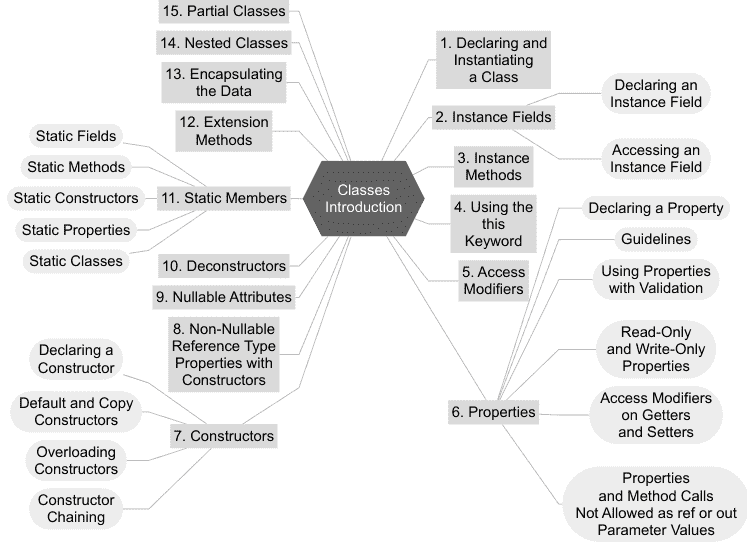 Classes
Introduction
1. Declaring and
Instantiating
a Class
2. Instance Fields
Declaring an
Instance Field
Accessing an
Instance Field
3. Instance
Methods
4. Using the
this
Keyword
5. Access
Modifiers
6. Properties
Declaring a Property
Guidelines
Using Properties
with Validation
Read-Only
and Write-Only
Properties
Access Modifiers
on Getters
and Setters
Properties
and Method Calls
Not Allowed as ref or out
Parameter Values
7. Constructors
Declaring a
Constructor
Default and Copy
Constructors
Overloading
Constructors
Constructor
Chaining
8. Non-Nullable
Reference Type
Properties with
Constructors
9. Nullable Attributes
10. Deconstructors
11. Static Members
Static Fields
Static Methods
Static Constructors
Static Properties
Static Classes
12. Extension
Methods
13. Encapsulating
the Data
14. Nested Classes
15. Partial Classes